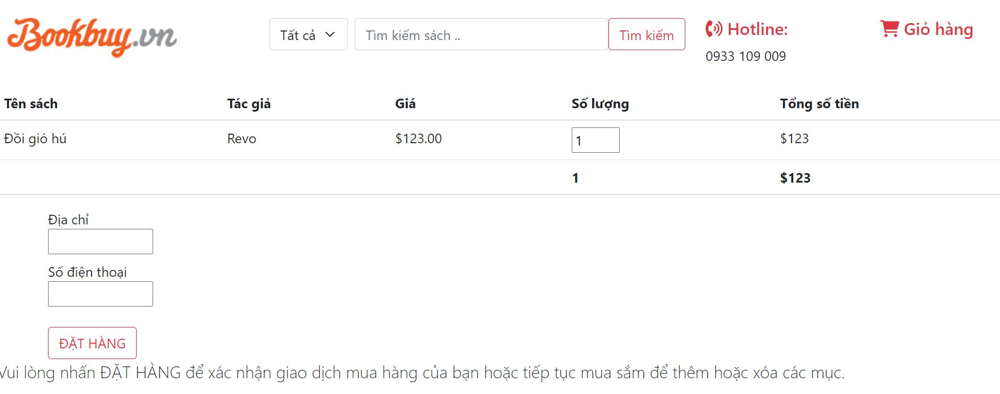 Bookbuy.vn
Tất cả
Tìm kiếm sách ..
Tìm kiếm
Hotline:
0933 109 009
Giỏ hàng
Tên sách Tác giả Giá Số lượng Tổng số tiền
Đồi gió hú Revo $123.00 1 $123
1 $123
Địa chỉ
Số điện thoại
ĐẶT HÀNG
Vui lòng nhấn ĐẶT HÀNG để xác nhận giao dịch mua hàng của bạn hoặc tiếp tục mua sắm để thêm hoặc xóa các mục.